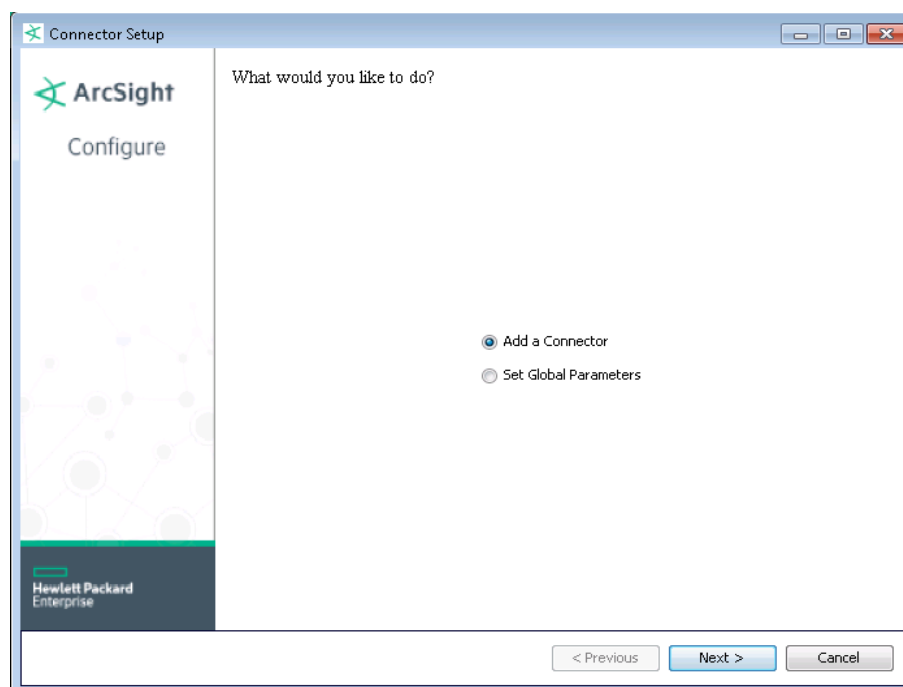 Connector Setup
ArcSight
Configure
What would you like to do?
Add a Connector
Set Global Parameters
Hewlett Packard
Enterprise
< Previous
Next >
Cancel